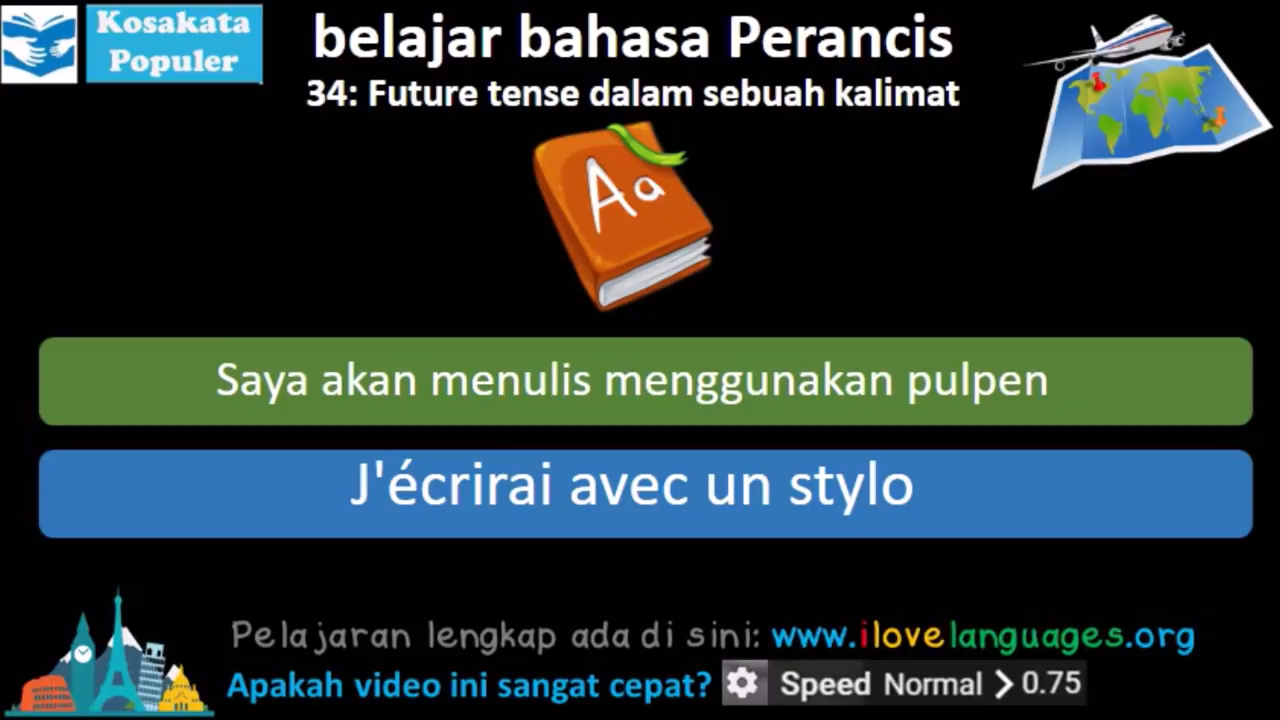 Kosakata
Populer
belajar bahasa Perancis
34: Future tense dalam sebuah kalimat
Aa
Saya akan menulis menggunakan pulpen
J'écrirai avec un stylo
Pelajaran lengkap ada di sini: www.ilovelanguages.org
Apakah video ini sangat cepat? Speed Normal > 0.75